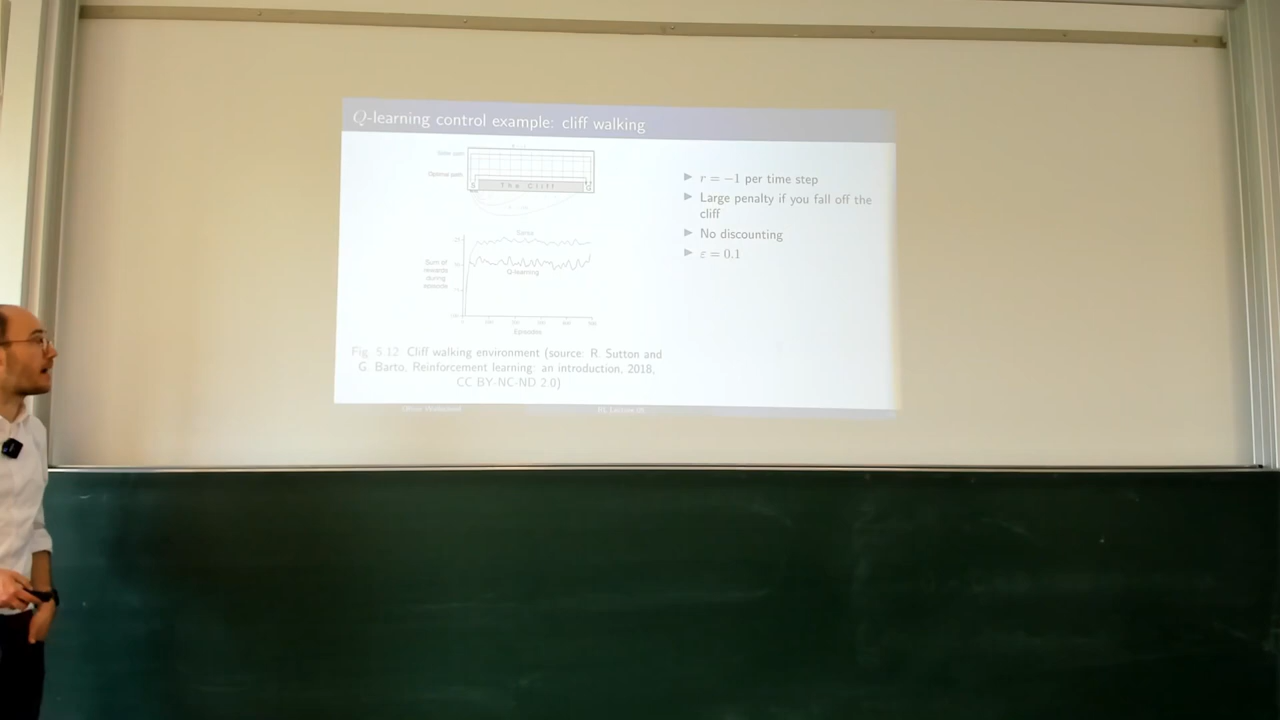 Q-learning control example: cliff walking
Safer path
Optimal path
S The Cliff G
r = −1 per time step
Large penalty if you fall off the
cliff
No discounting
ε = 0.1
Sarsa
Q-learning
Sum of
rewards
during
episode
Episodes
Fig. 5.12: Cliff walking environment (source: R. Sutton and
G. Barto, Reinforcement learning: an introduction, 2018,
CC BY-NC-ND 2.0)